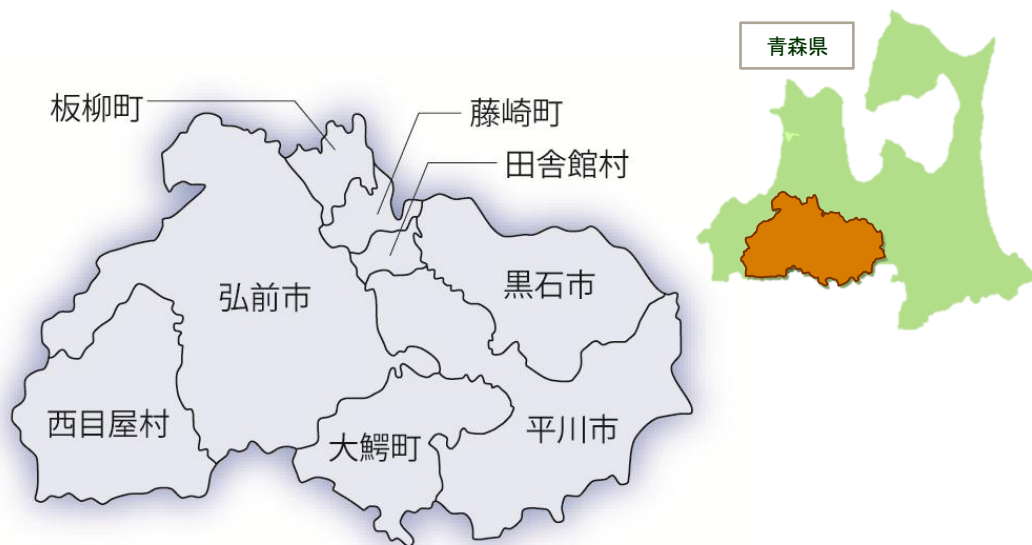 青森県
板柳町
藤崎町
田舎館村
弘前市
黒石市
西目屋村
大鰐町
平川市